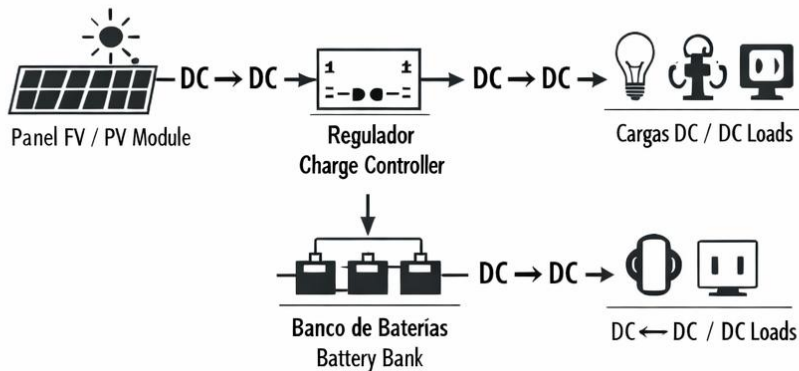 DC → DC → DC → DC →
1 ±
Panel FV / PV Module
Regulador
Charge Controller
Cargas DC / DC Loads
DC → DC →
Banco de Baterías
Battery Bank
DC ← DC / DC Loads